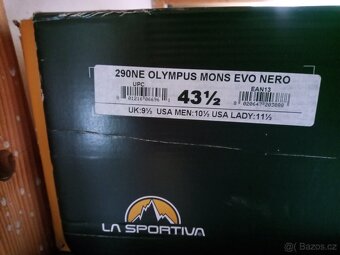 290NE OLYMPUS MONS EVO NERO
UPC
EAN13
43½
UK:9½ USA MEN:10½ USA LADY:11½
LA SPORTIVA
bazoš.cz